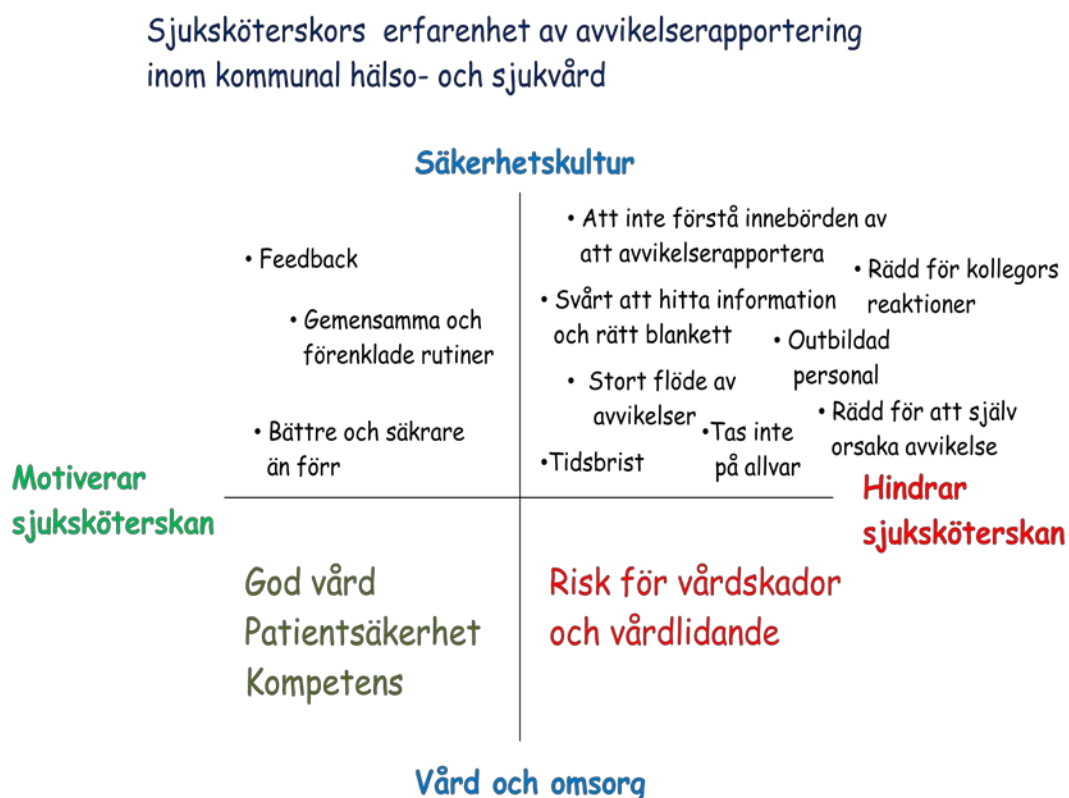 Sjuksköterskors erfarenhet av avvikelserapportering
inom kommunal hälso- och sjukvård
Säkerhetskultur
• Feedback
• Gemensamma och
förenklade rutiner
• Bättre och säkrare
än förr
• Att inte förstå innebörden av
att avvikelserapportera
• Rädd för kollegors
reaktioner
• Svårt att hitta information
och rätt blankett
• Outbildad
personal
• Stort flöde av
avvikelser
• Rädd för att själv
orsaka avvikelse
•Tas inte
på allvar
•Tidsbrist
Motiverar
sjuksköterskan
Hindrar
sjuksköterskan
God vård
Patientsäkerhet
Kompetens
Risk för vårdskador
och vårdlidande
Vård och omsorg